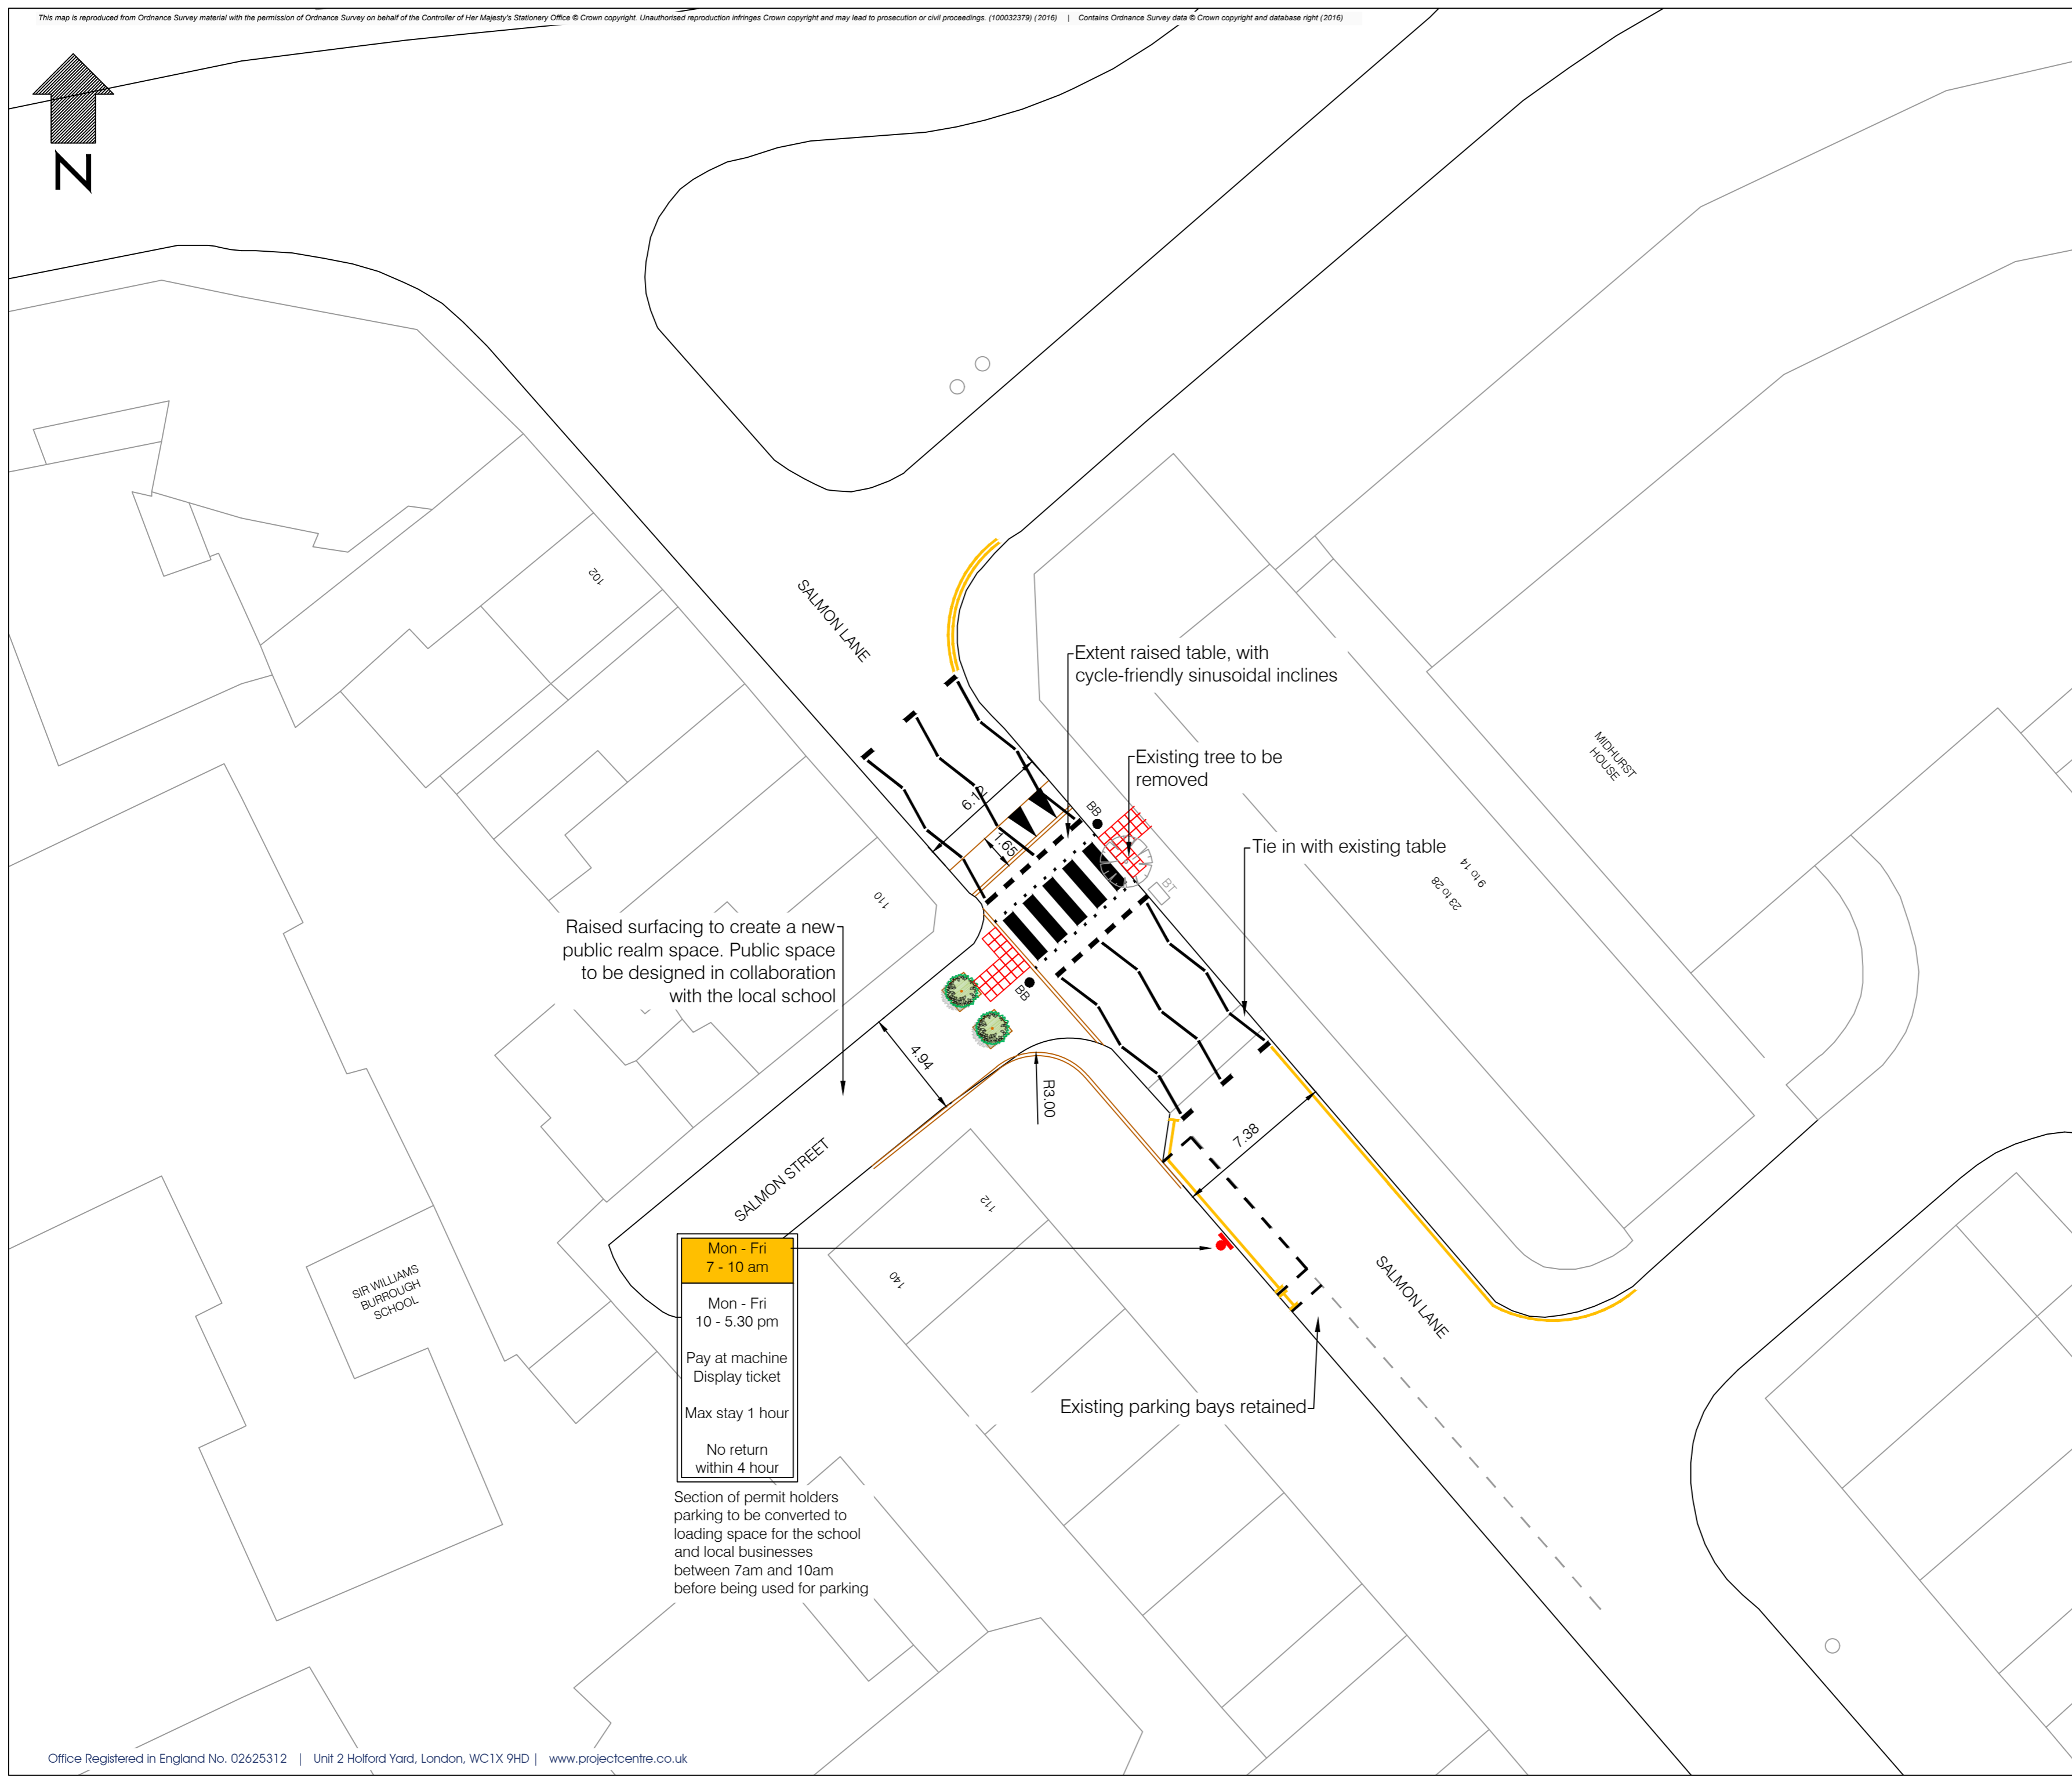 This map is reproduced from Ordnance Survey material with the permission of Ordnance Survey on behalf of the Controller of Her Majesty's Stationery Office © Crown copyright. Unauthorised reproduction infringes Crown copyright and may lead to prosecution or civil proceedings. (100032379) (2016) | Contains Ordnance Survey data © Crown copyright and database right (2016)
N
102
SALMON LANE
Extent raised table, with
cycle-friendly sinusoidal inclines
Existing tree to be
removed
MIDHURST
HOUSE
6.12
BB
1.65
Tie in with existing table
9 to 14
23 to 28
BT
110
Raised surfacing to create a new
public realm space. Public space
to be designed in collaboration
with the local school
BB
4.94
R3.00
7.38
SALMON STREET
112
SALMON LANE
140
SIR WILLIAMS
BURROUGH
SCHOOL
Mon - Fri
7 - 10 am
Mon - Fri
10 - 5.30 pm
Pay at machine
Display ticket
Max stay 1 hour
No return
within 4 hour
Existing parking bays retained
Section of permit holders
parking to be converted to
loading space for the school
and local businesses
between 7am and 10am
before being used for parking
Office Registered in England No. 02625312 | Unit 2 Holford Yard, London, WC1X 9HD | www.projectcentre.co.uk